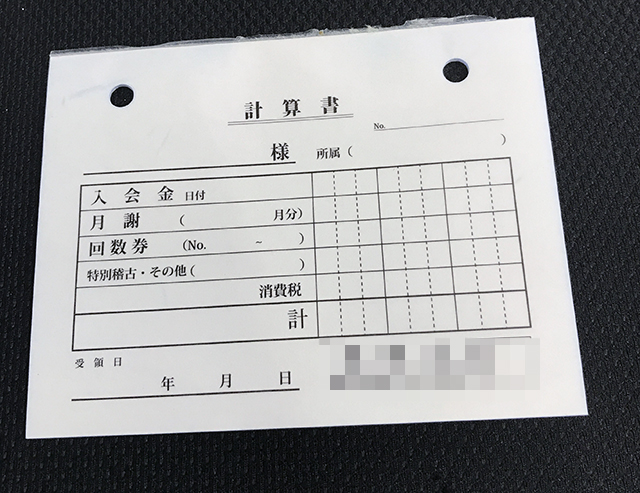 計算書
No.
様 所属( )
入会金 日付
月謝 ( 月分)
回数券 (No. ~ )
特別稽古・その他( )
消費税
計
受領日
年 月 日